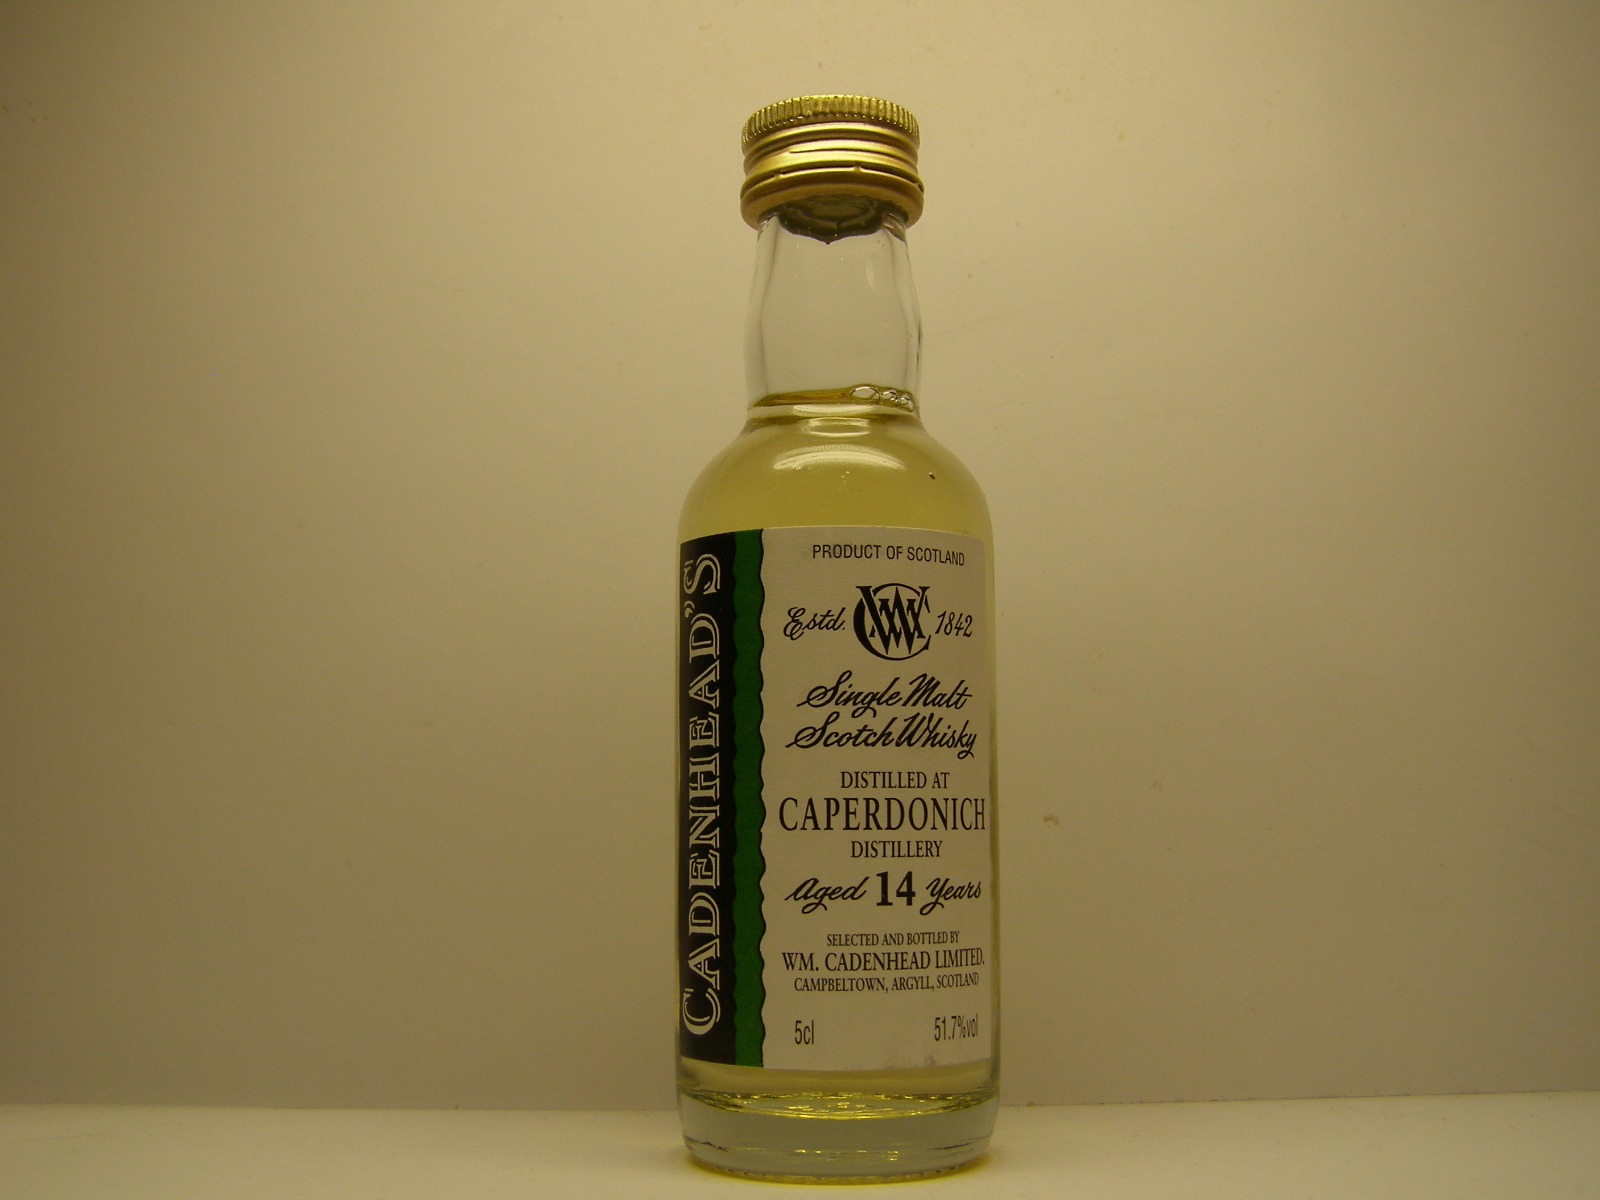 CADENHEAD'S
PRODUCT OF SCOTLAND
Estd. WC 1842
Single Malt
Scotch Whisky
DISTILLED AT
CAPERDONICH
DISTILLERY
Aged 14 Years
SELECTED AND BOTTLED BY
WM. CADENHEAD LIMITED.
CAMPBELTOWN, ARGYLL, SCOTLAND
5cl 51.7%vol